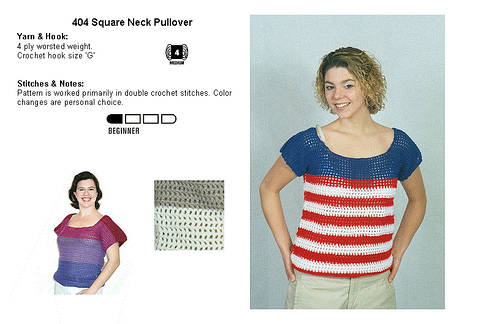 404 Square Neck Pullover
Yarn & Hook:
4 ply worsted weight.
Crochet hook size "G"
4
MEDIUM
Stitches & Notes:
Pattern is worked primarily in double crochet stitches. Color
changes are personal choice.
BEGINNER